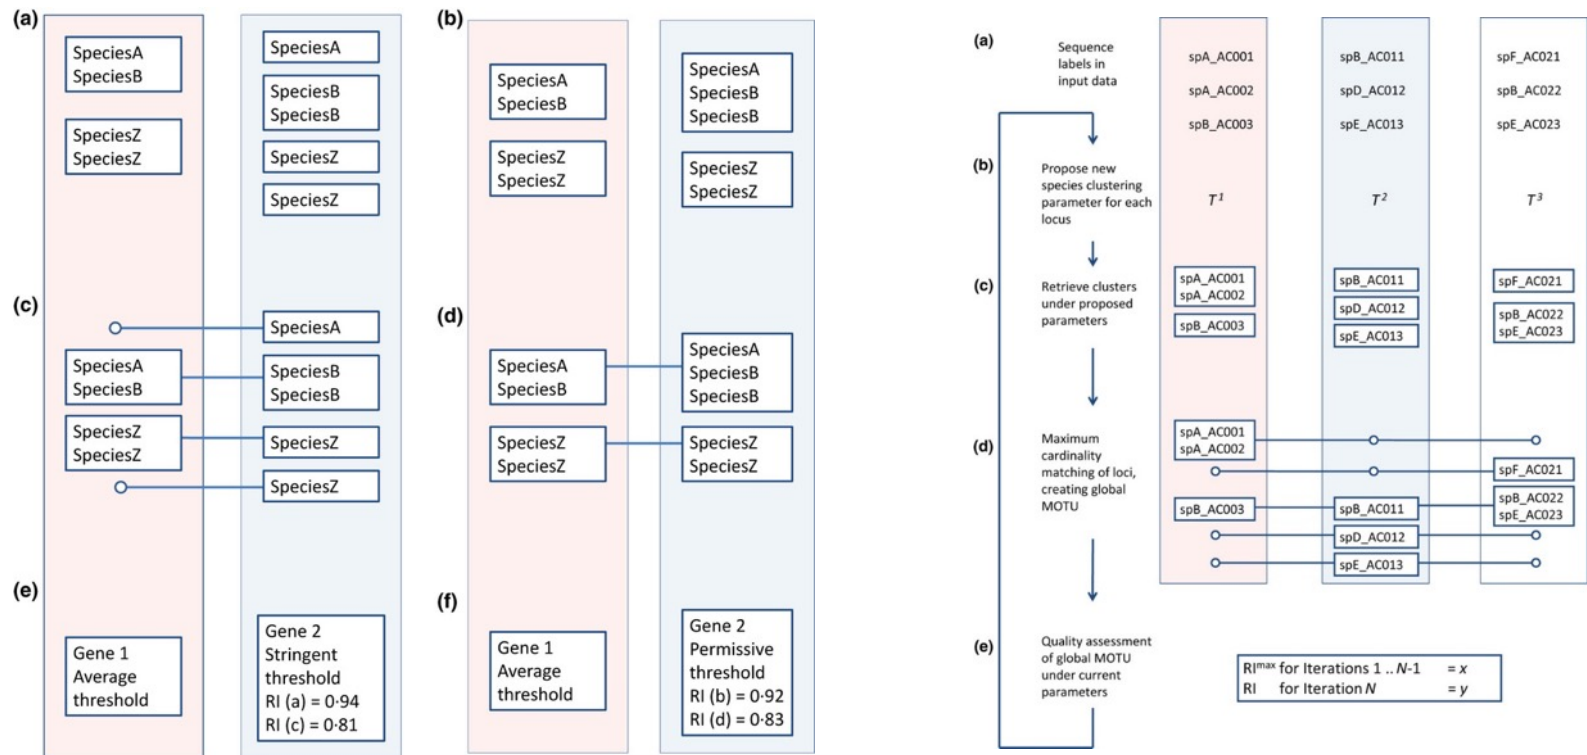 (a)
SpeciesA
SpeciesB
SpeciesZ
SpeciesZ
SpeciesA
SpeciesB
SpeciesB
SpeciesZ
SpeciesZ
(b)
SpeciesA
SpeciesB
SpeciesZ
SpeciesZ
SpeciesA
SpeciesB
SpeciesB
SpeciesZ
SpeciesZ
(c)
SpeciesA
SpeciesB
SpeciesZ
SpeciesZ
SpeciesA
SpeciesB
SpeciesB
SpeciesZ
SpeciesZ
(d)
SpeciesA
SpeciesB
SpeciesZ
SpeciesZ
SpeciesA
SpeciesB
SpeciesB
SpeciesZ
SpeciesZ
(e)
Gene 1
Average
threshold
Gene 2
Stringent
threshold
RI (a) = 0·94
RI (c) = 0·81
(f)
Gene 1
Average
threshold
Gene 2
Permissive
threshold
RI (b) = 0·92
RI (d) = 0·83
(a)
Sequence
labels in
input data
spA_AC001
spA_AC002
spB_AC003
spB_AC011
spD_AC012
spE_AC013
spF_AC021
spB_AC022
spE_AC023
(b)
Propose new
species clustering
parameter for each
locus
T¹
T²
T³
(c)
Retrieve clusters
under proposed
parameters
spA_AC001
spA_AC002
spB_AC003
spB_AC011
spD_AC012
spE_AC013
spF_AC021
spB_AC022
spE_AC023
(d)
Maximum
cardinality
matching of loci,
creating global
MOTU
spA_AC001
spA_AC002
spF_AC021
spB_AC003
spB_AC011
spB_AC022
spE_AC023
spD_AC012
spE_AC013
(e)
Quality assessment
of global MOTU
under current
parameters
RIᵐᵃˣ for Iterations 1 .. N-1 = x
RI for Iteration N = y